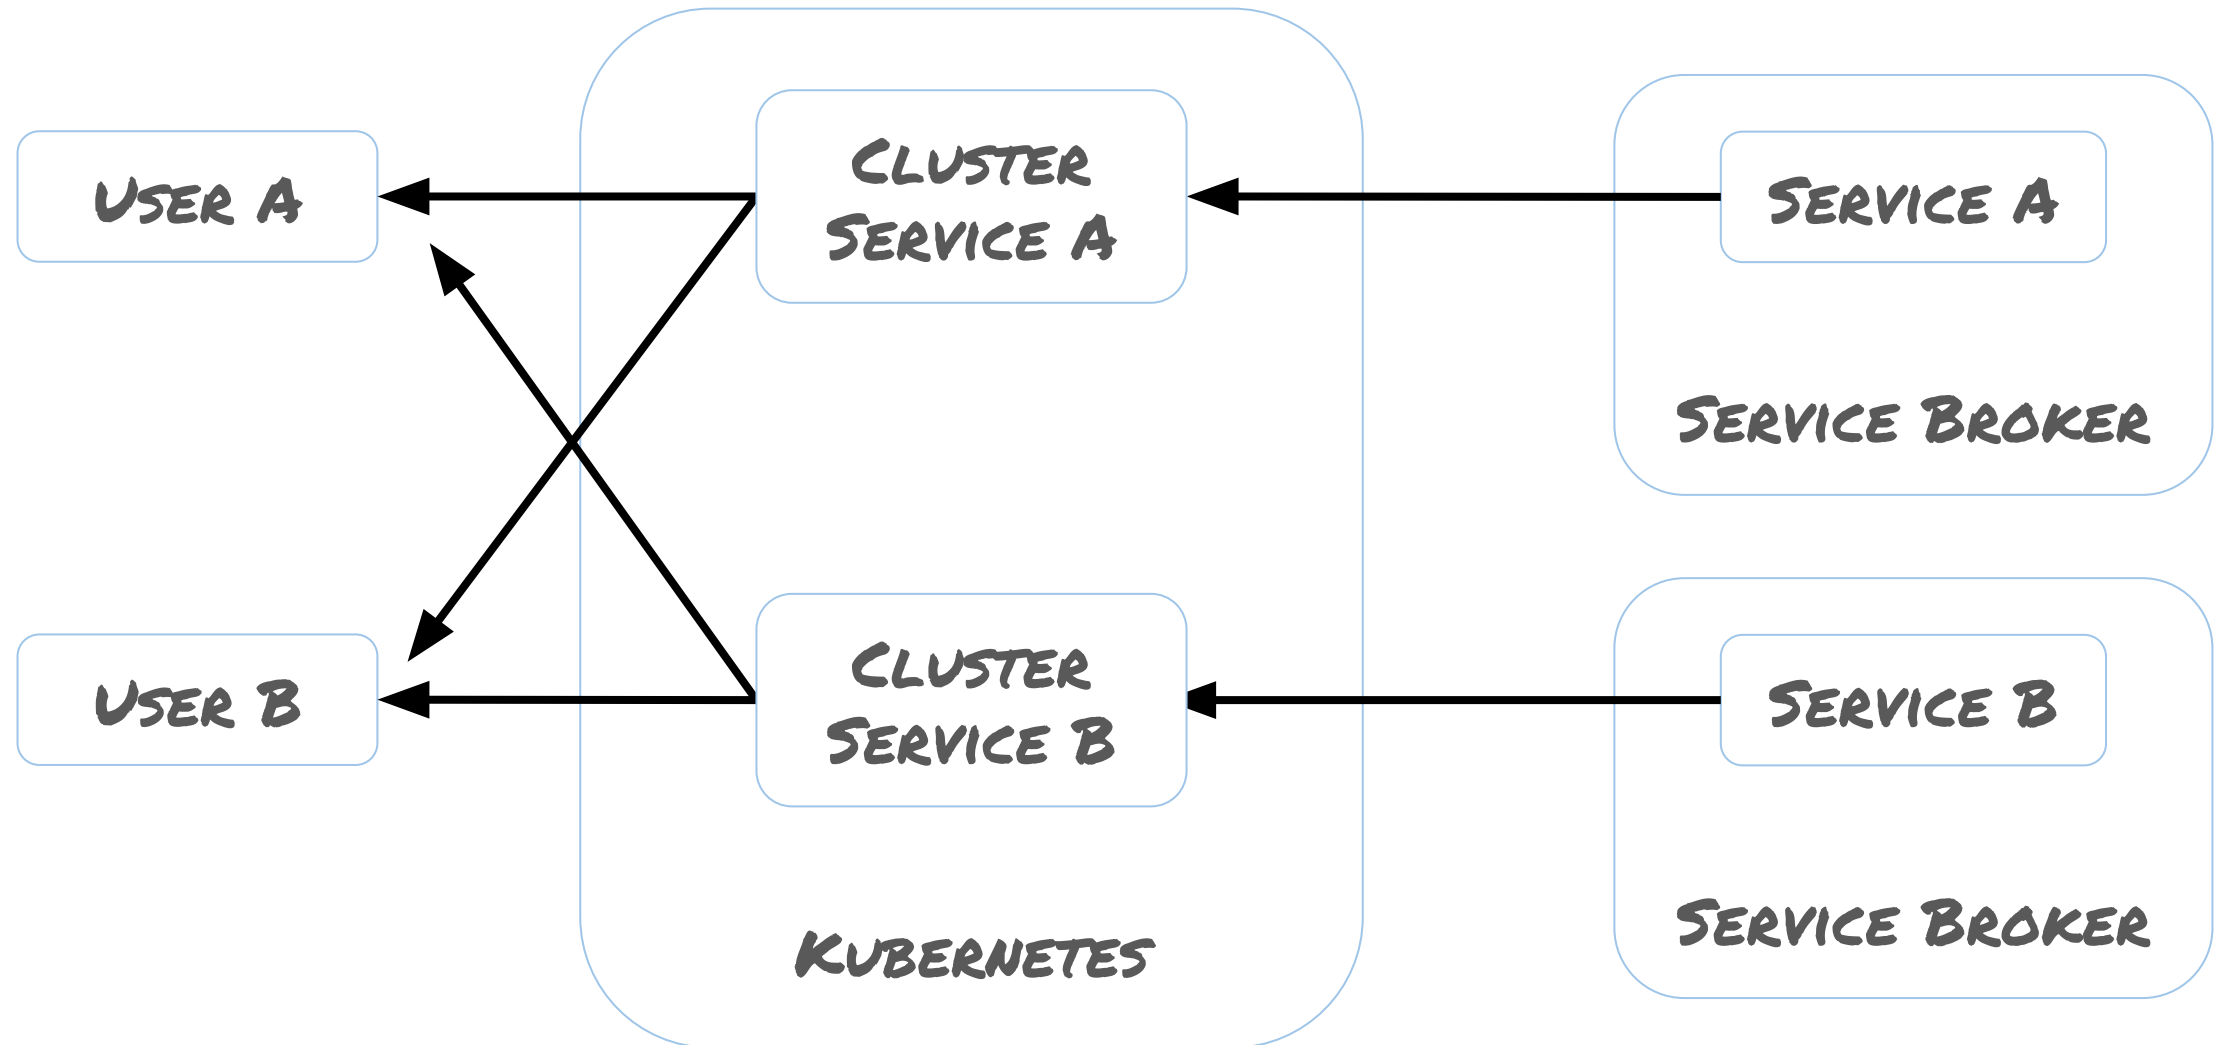 User A
Cluster
Service A
Service A
Service Broker
User B
Cluster
Service B
Service B
Service Broker
Kubernetes